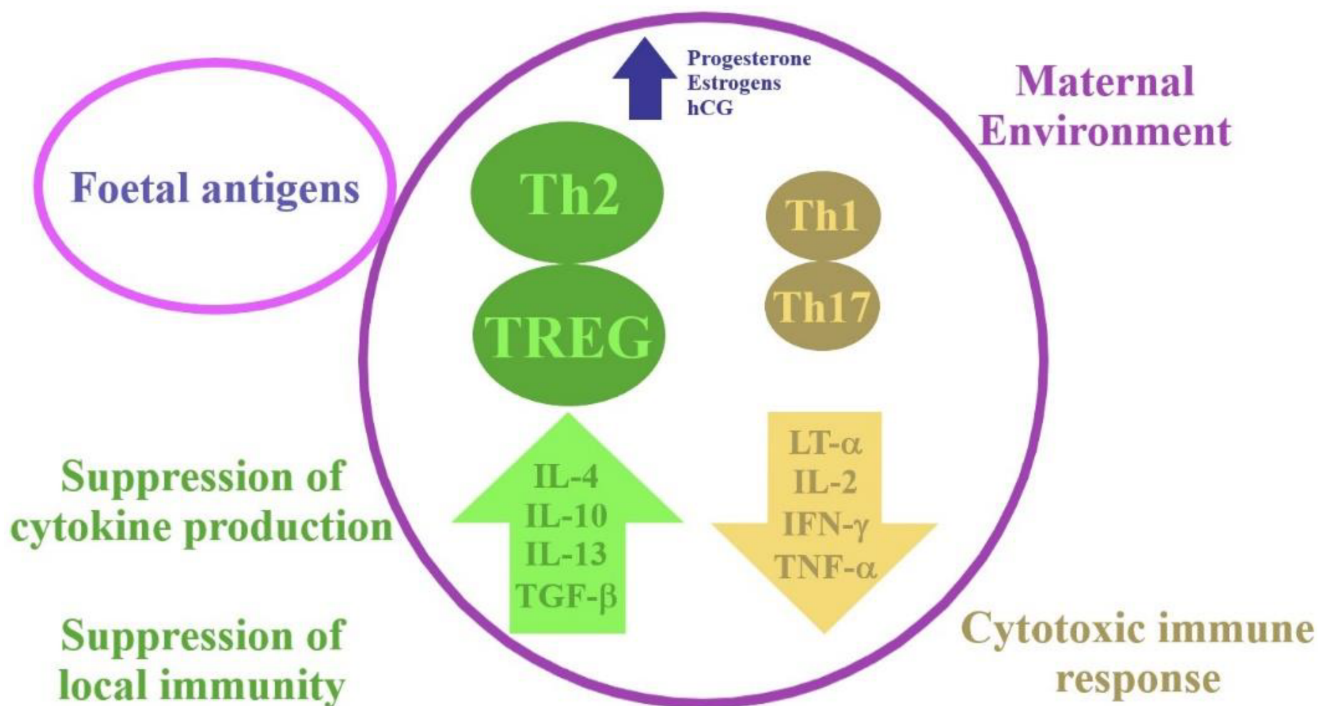 Progesterone
Estrogens
hCG
Maternal
Environment
Foetal antigens
Th2
TREG
Th1
Th17
IL-4
IL-10
IL-13
TGF-β
LT-α
IL-2
IFN-γ
TNF-α
Suppression of
cytokine production
Suppression of
local immunity
Cytotoxic immune
response